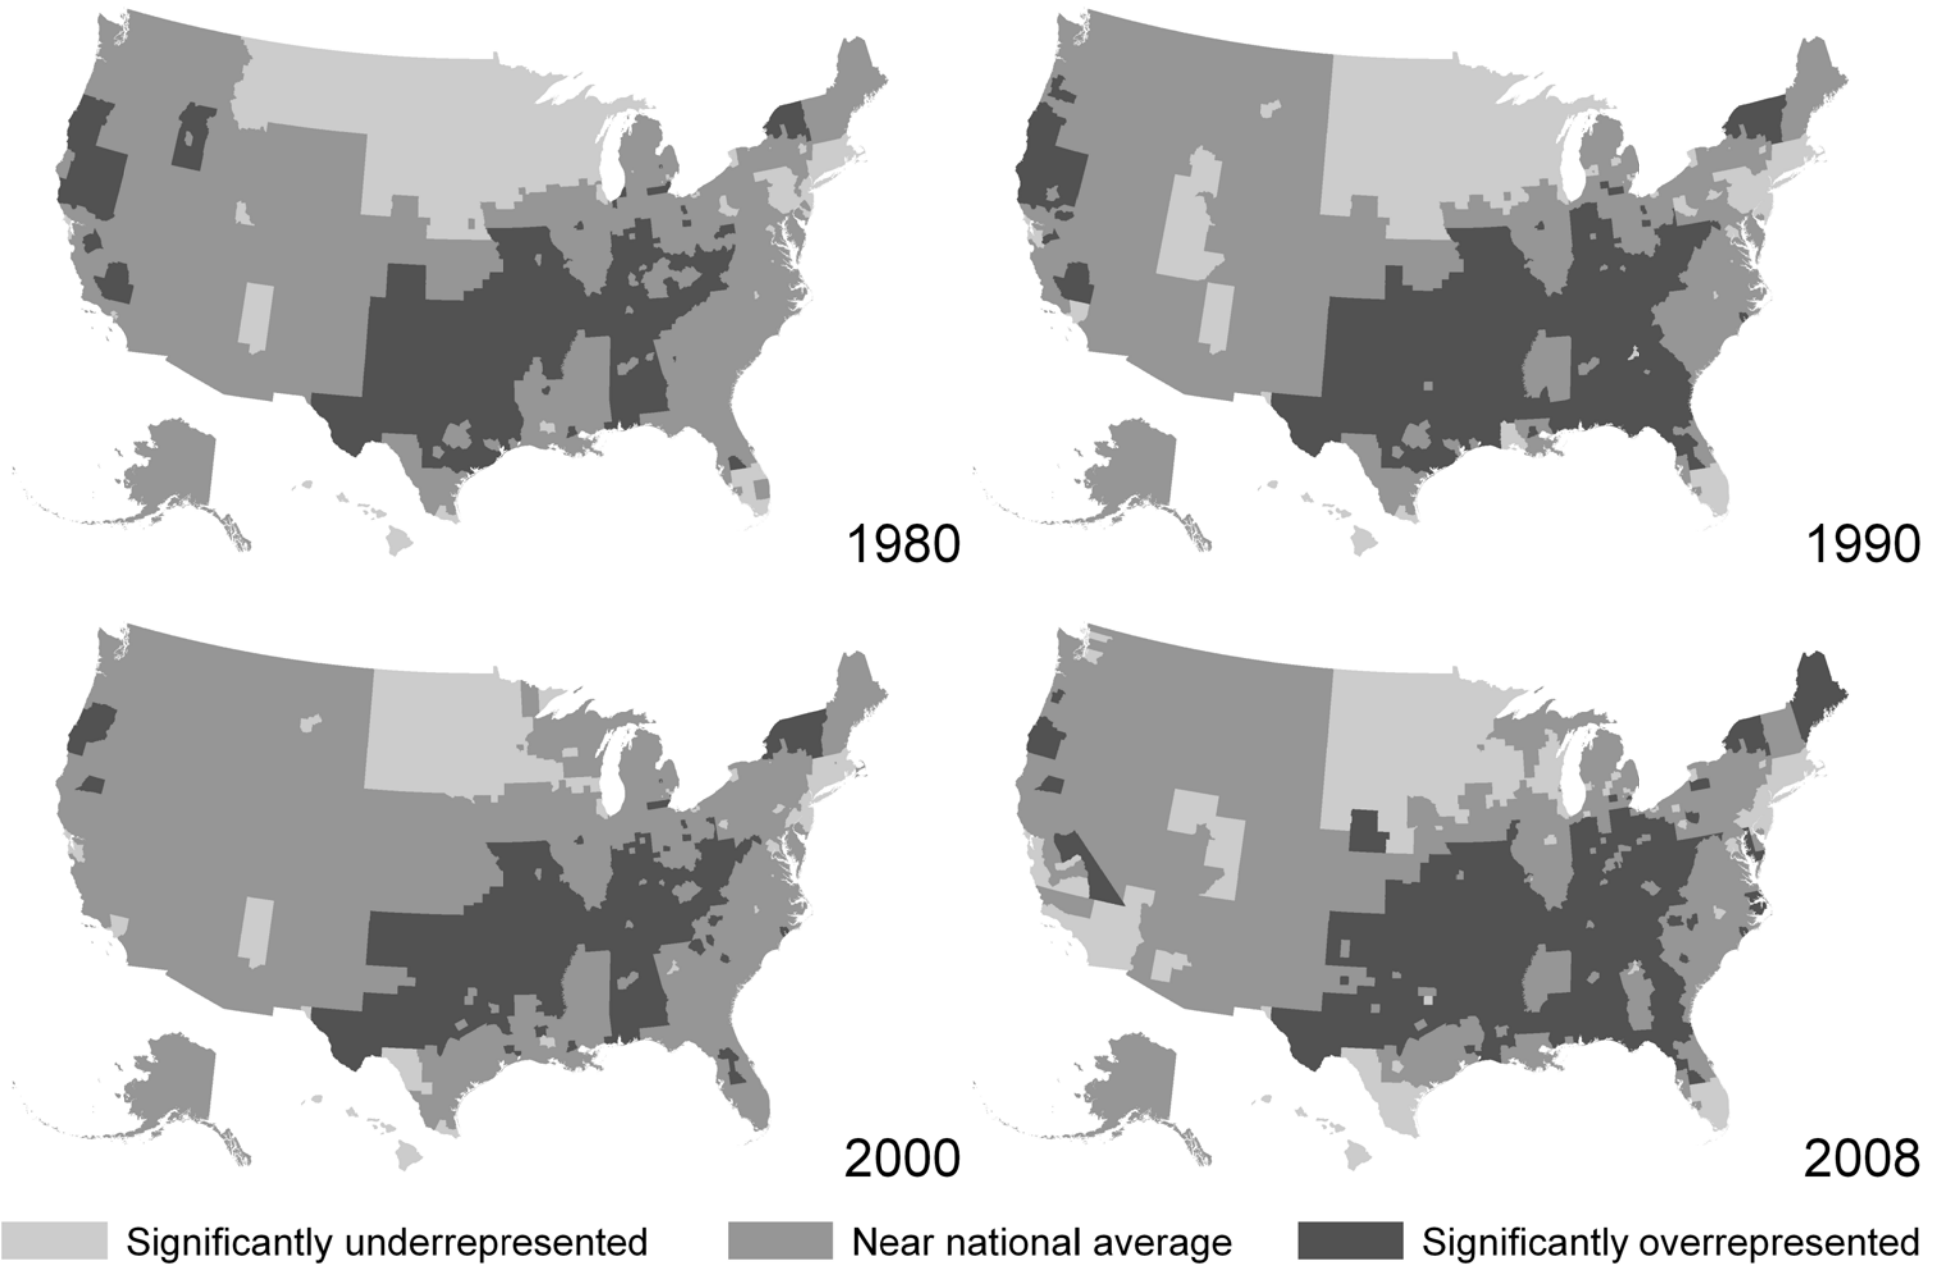 1980
1990
2000
2008
Significantly underrepresented
Near national average
Significantly overrepresented